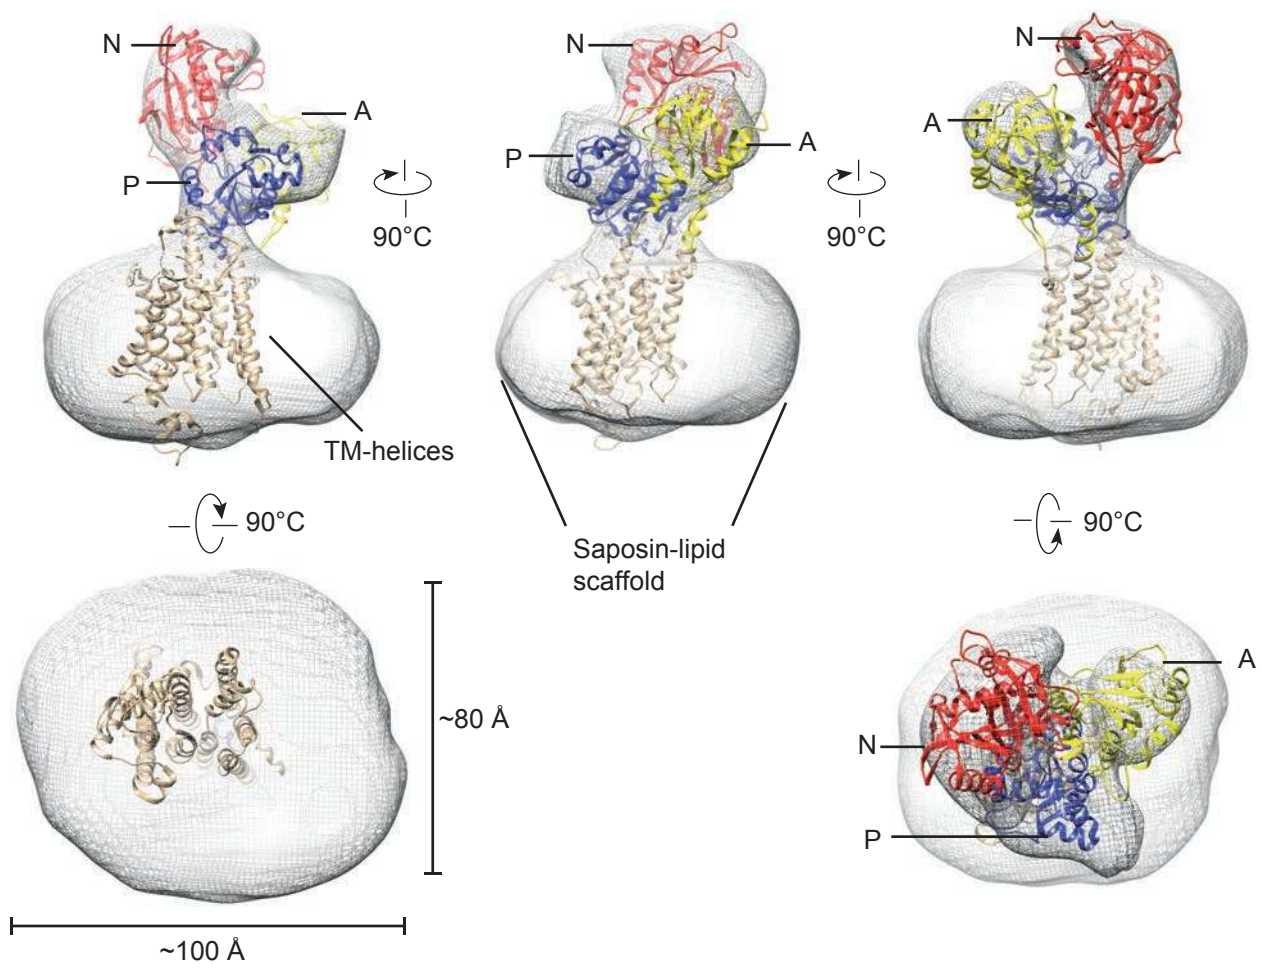 N
A
P
90°C
N
P
A
90°C
N
A
TM-helices
90°C
Saposin-lipid
scaffold
90°C
~80 Å
~100 Å
A
N
P